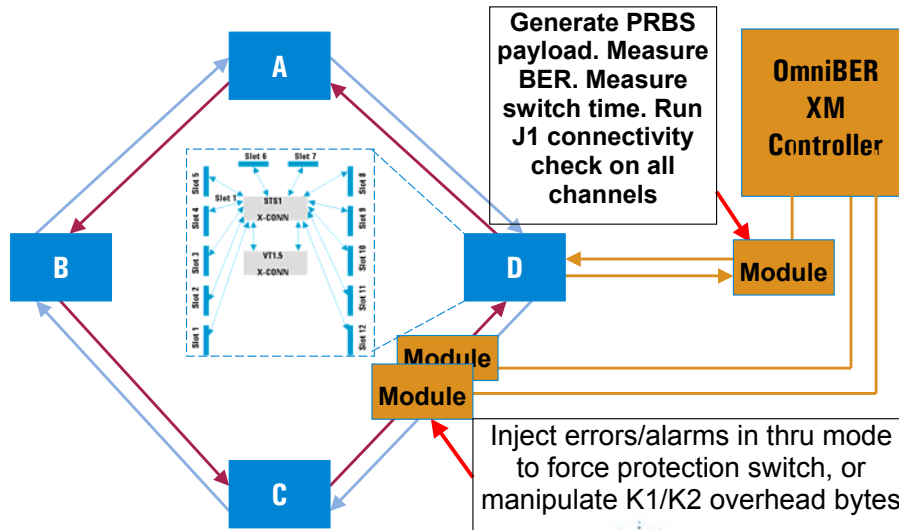 Generate PRBS
payload. Measure
BER. Measure
switch time. Run
J1 connectivity
check on all
channels
OmniBER
XM
Controller
A
B
D
C
Slot 6
Slot 7
Slot 5
Slot 4
Slot 3
Slot 2
Slot 1
Slot 1
STS1
X-CONN
VT1.5
X-CONN
Slot 8
Slot 9
Slot 10
Slot 11
Slot 12
Module
Module
Module
Inject errors/alarms in thru mode
to force protection switch, or
manipulate K1/K2 overhead bytes